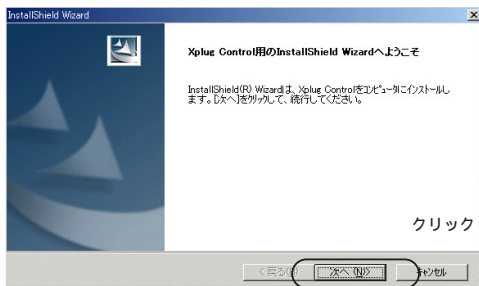 InstallShield Wizard
Xplug Control用のInstallShield Wizardへようこそ
InstallShield(R) Wizardは、Xplug Controlをコンピュータにインストールし
ます。[次へ]をクリックして、続行してください。
クリック
< 戻る(B) 次へ(N)> キャンセル